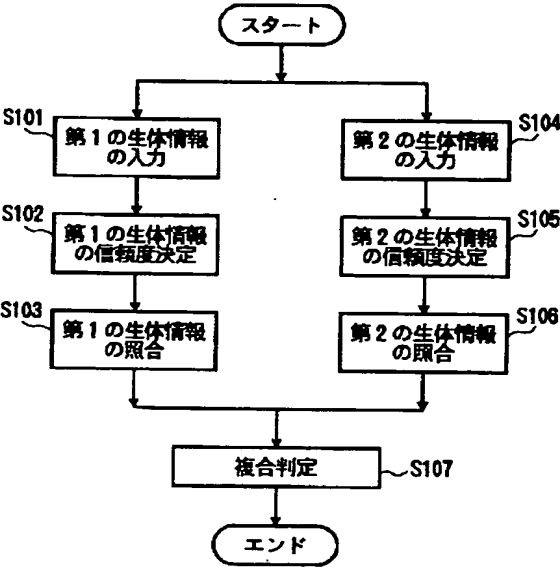 スタート
S101
第1の生体情報
の入力
S102
第1の生体情報
の信頼度決定
S103
第1の生体情報
の照合
S104
第2の生体情報
の入力
S105
第2の生体情報
の信頼度決定
S106
第2の生体情報
の照合
複合判定
S107
エンド